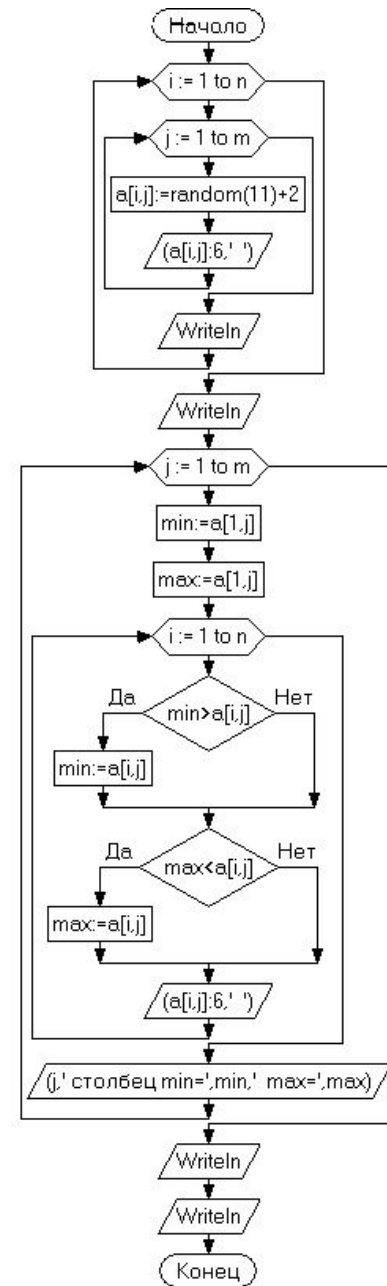 Начало
i := 1 to n
j := 1 to m
a[i,j]:=random(11)+2
(a[i,j]:6,' ')
Writeln
Writeln
j := 1 to m
min:=a[1,j]
max:=a[1,j]
i := 1 to n
Да Нет
min>a[i,j]
min:=a[i,j]
Да Нет
max<a[i,j]
max:=a[i,j]
(a[i,j]:6,' ')
(j,' столбец min=',min,' max=',max)
Writeln
Writeln
Конец